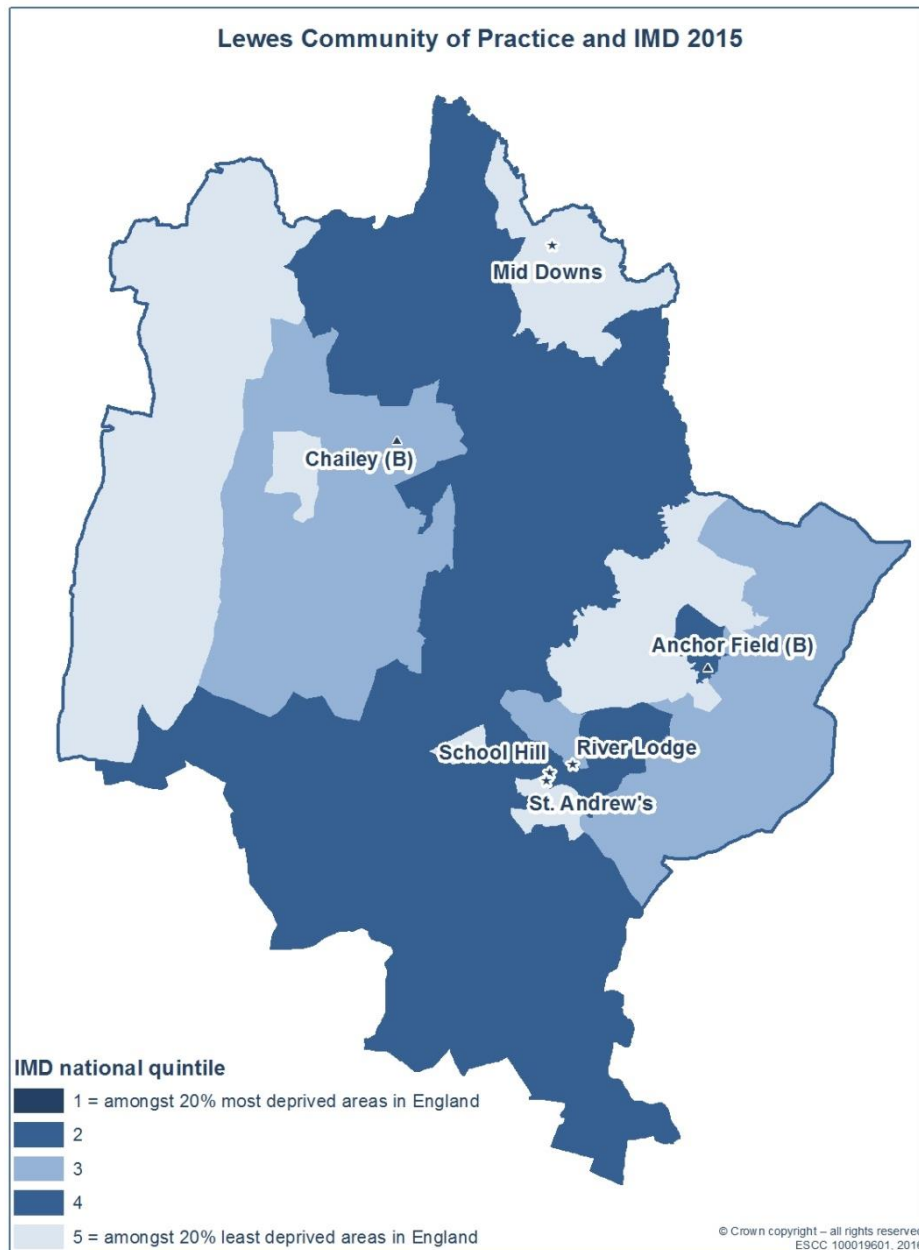 Lewes Community of Practice and IMD 2015
Mid Downs
Chailey (B)
Anchor Field (B)
School Hill
River Lodge
St. Andrew's
IMD national quintile
1 = amongst 20% most deprived areas in England
2
3
4
5 = amongst 20% least deprived areas in England
© Crown copyright – all rights reserved
ESCC 100019601, 2016